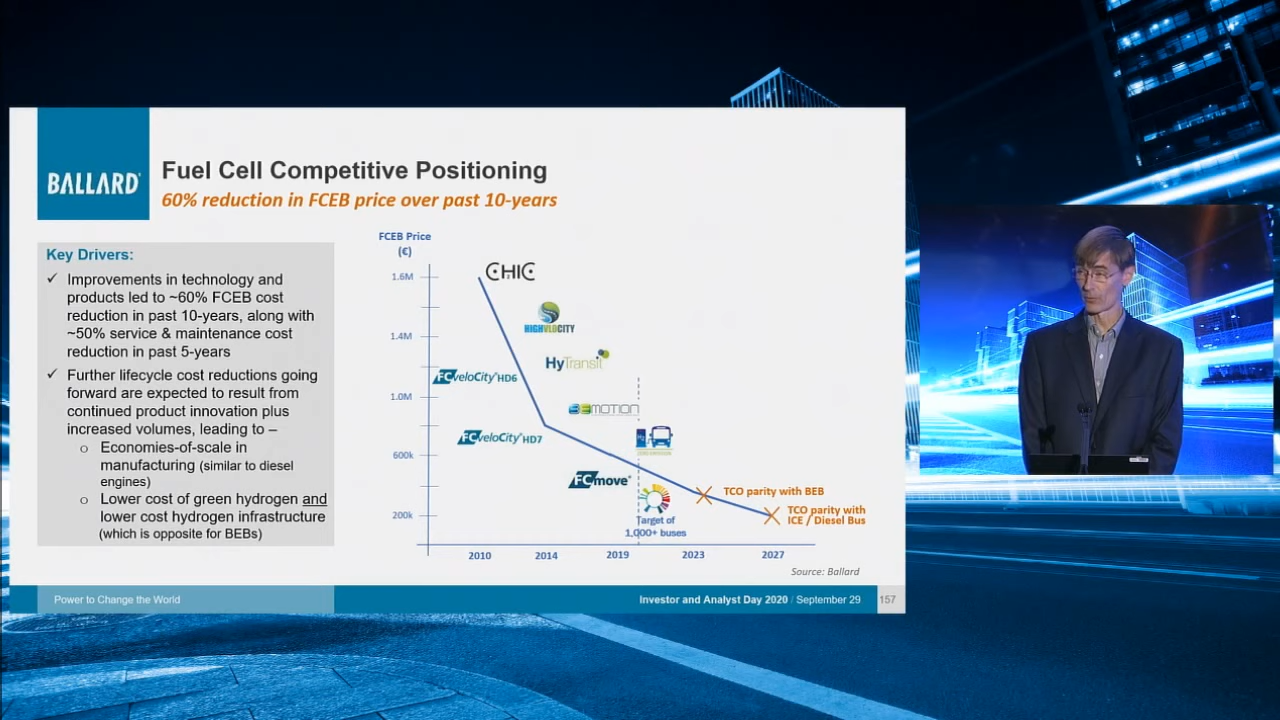 BALLARD
Fuel Cell Competitive Positioning
60% reduction in FCEB price over past 10-years
Key Drivers:
✓ Improvements in technology and
products led to ~60% FCEB cost
reduction in past 10-years, along with
~50% service & maintenance cost
reduction in past 5-years
✓ Further lifecycle cost reductions going
forward are expected to result from
continued product innovation plus
increased volumes, leading to –
o Economies-of-scale in
manufacturing (similar to diesel
engines)
o Lower cost of green hydrogen and
lower cost hydrogen infrastructure
(which is opposite for BEBs)
FCEB Price
(€)
1.6M
1.4M
1.0M
600k
200k
CHIC
HIGHVLOCITY
HyTransit
FCveloCity®HD6
3EMOTION
FCveloCity®HD7
H2
FCmove®
TCO parity with BEB
TCO parity with
ICE / Diesel Bus
Target of
1,000+ buses
2010
2014
2019
2023
2027
Source: Ballard
Power to Change the World
Investor and Analyst Day 2020 / September 29
157